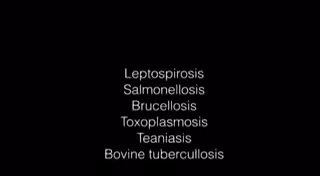 Leptospirosis
Salmonellosis
Brucellosis
Toxoplasmosis
Teaniasis
Bovine tubercullosis